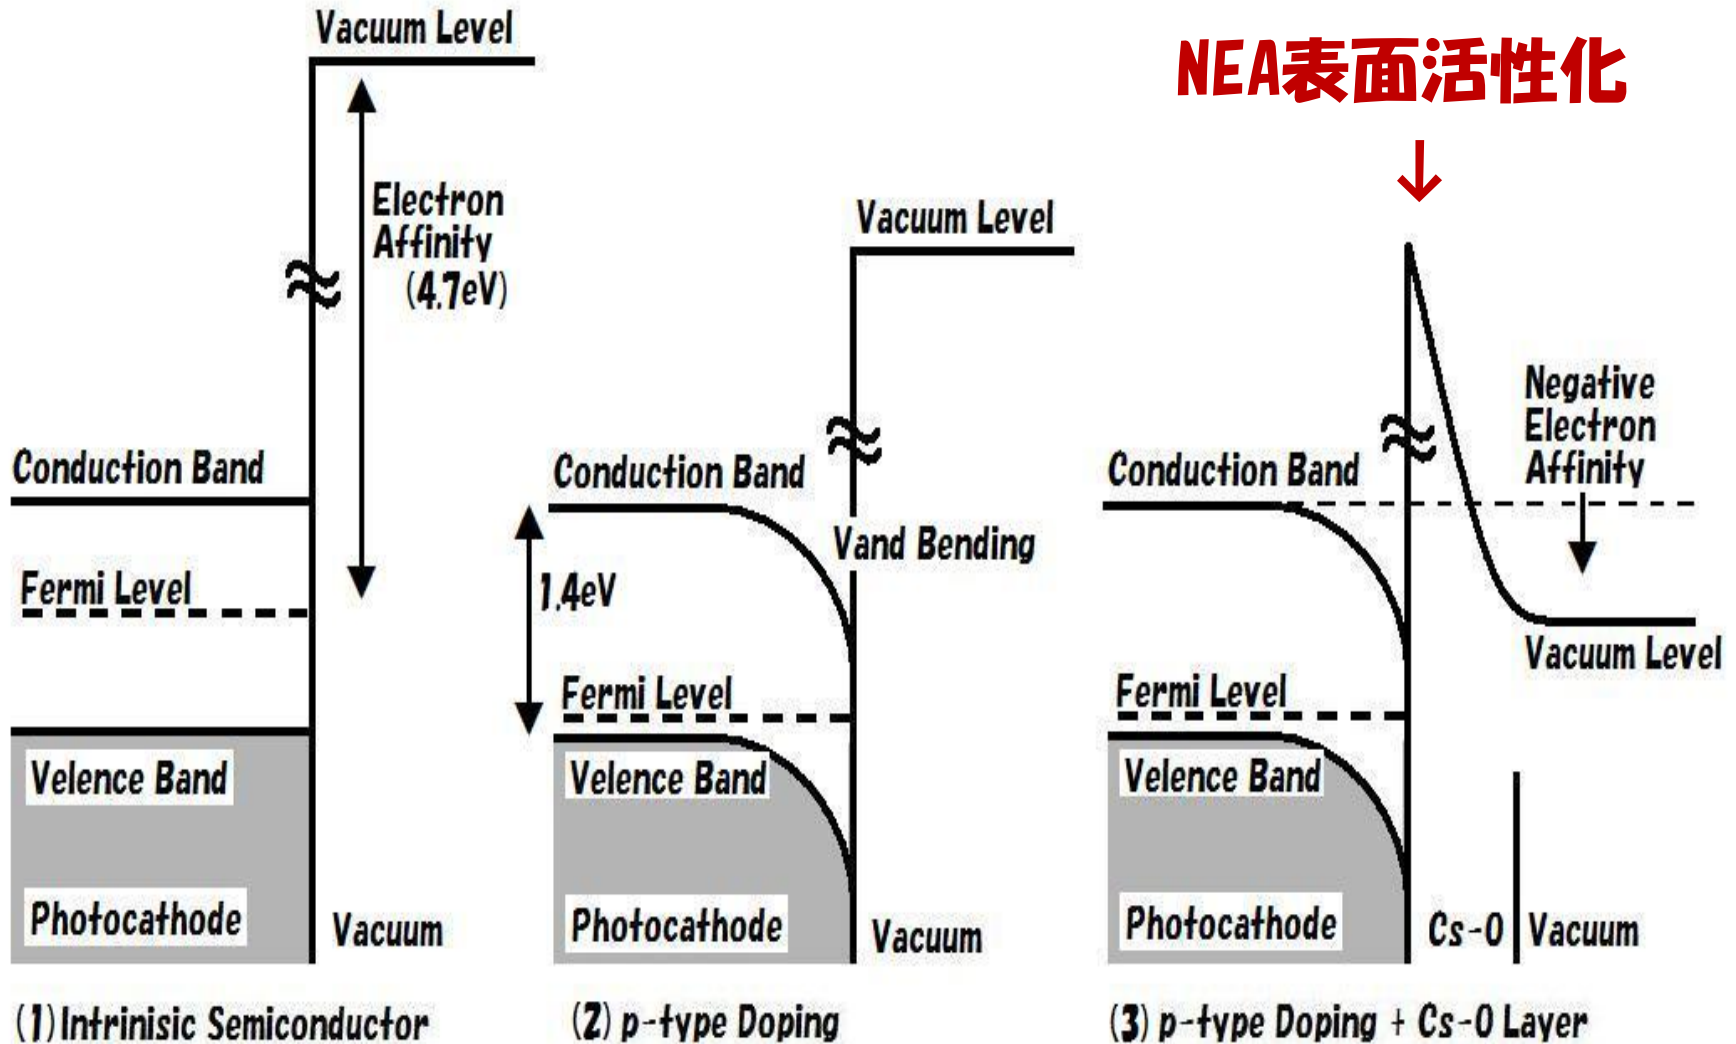 Vacuum Level
Electron
Affinity
(4.7eV)
Conduction Band
Fermi Level
Velence Band
Photocathode
Vacuum
(1)Intrinisic Semiconductor
Vacuum Level
Conduction Band
Vand Bending
1.4eV
Fermi Level
Velence Band
Photocathode
Vacuum
(2) p-type Doping
NEA表面活性化
↓
Negative
Electron
Affinity
Conduction Band
Vacuum Level
Fermi Level
Velence Band
Photocathode
Cs-O
Vacuum
(3) p-type Doping + Cs-O Layer